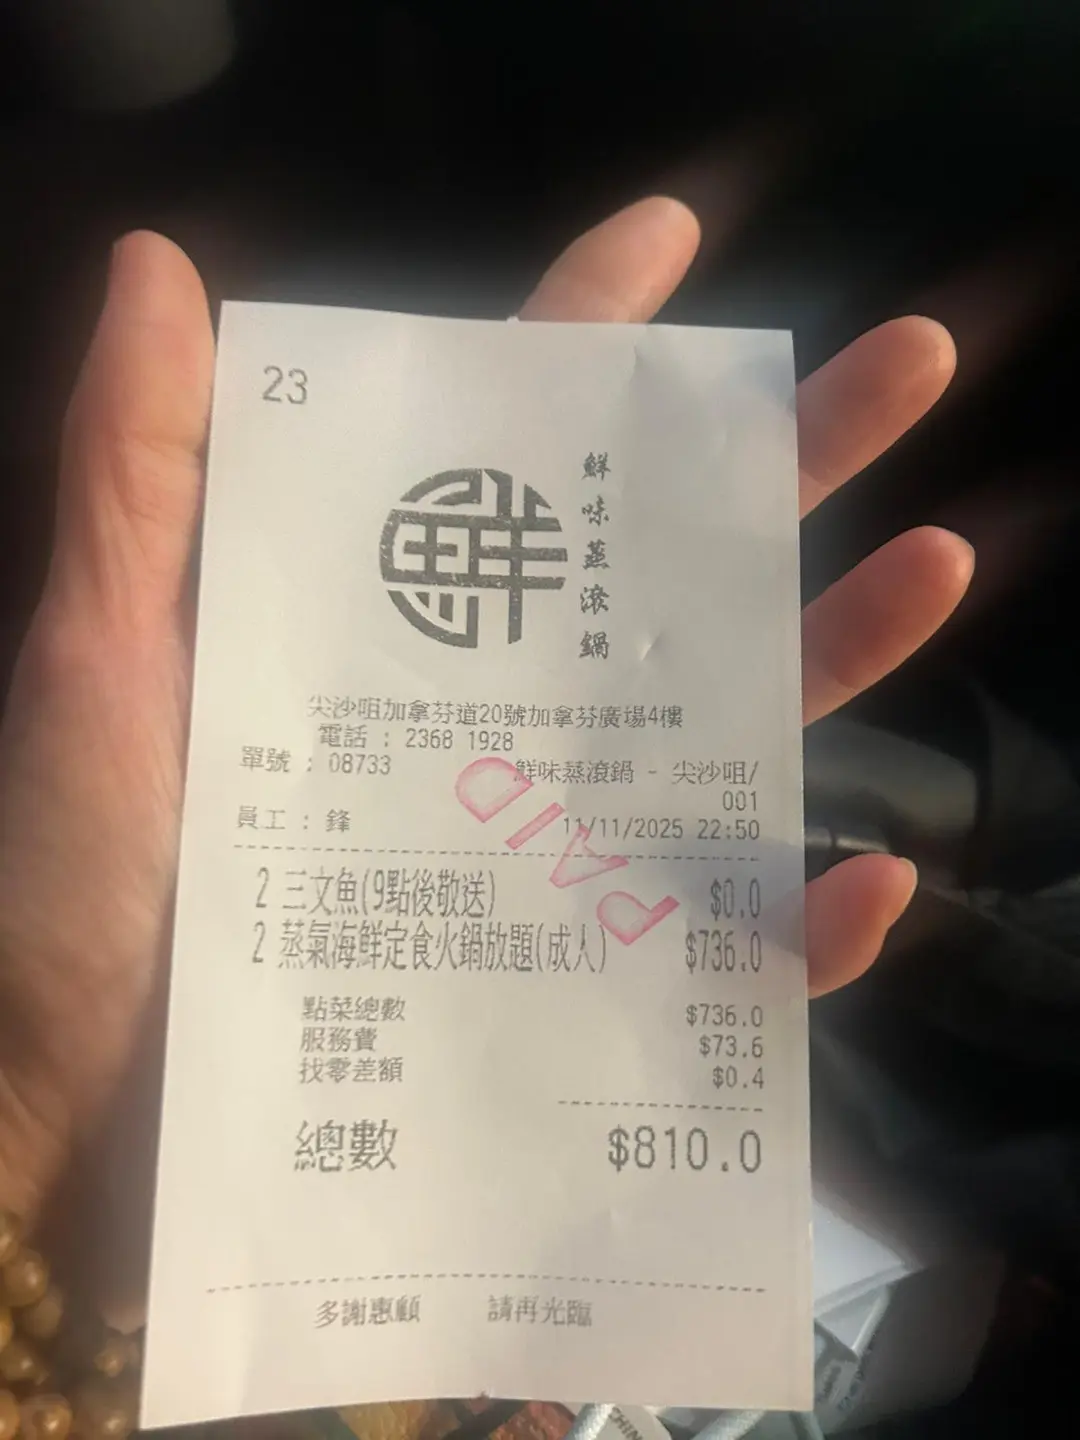 23
鮮
鮮味蒸滾鍋
尖沙咀加拿芬道20號加拿芬廣場4樓
電話 : 2368 1928
單號 : 08733
鮮味蒸滾鍋 - 尖沙咀/
001
員工 : 鋒 11/11/2025 22:50
PAID
2 三文魚(9點後敬送) $0.0
2 蒸氣海鮮定食火鍋放題(成人) $736.0
點菜總數 $736.0
服務費 $73.6
找零差額 $0.4
總數 $810.0
多謝惠顧 請再光臨
CHIN